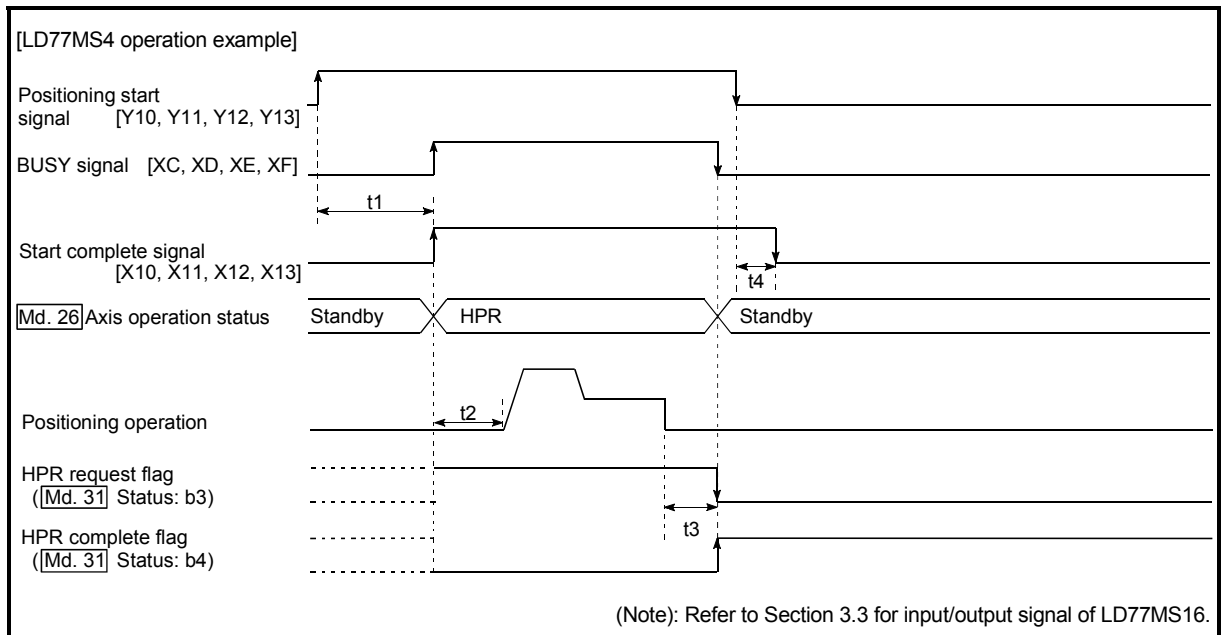 [LD77MS4 operation example]
Positioning start
signal [Y10, Y11, Y12, Y13]
BUSY signal [XC, XD, XE, XF]
t1
Start complete signal
[X10, X11, X12, X13]
t4
Md. 26 Axis operation status Standby HPR Standby
t2
Positioning operation
HPR request flag
(Md. 31 Status: b3)
t3
HPR complete flag
(Md. 31 Status: b4)
(Note): Refer to Section 3.3 for input/output signal of LD77MS16.